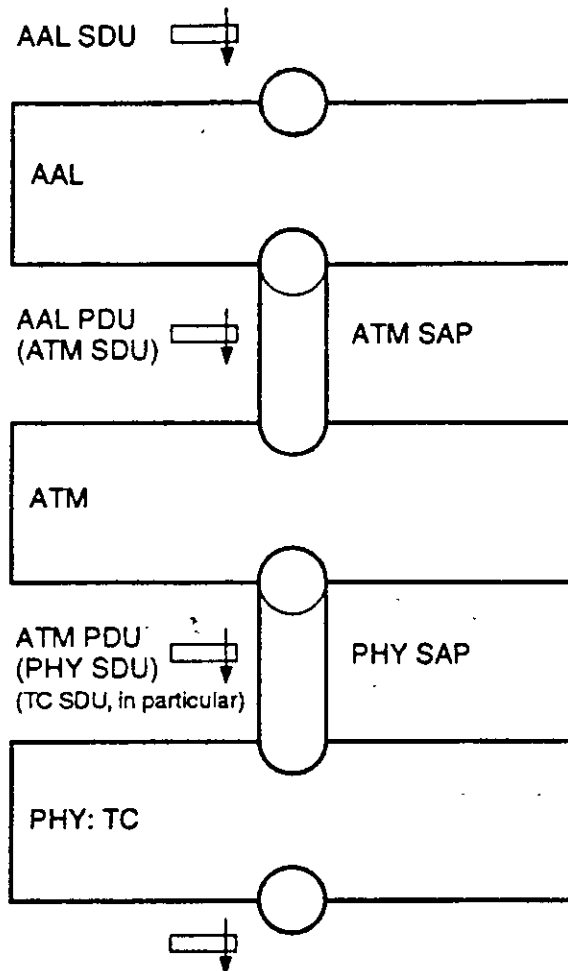 AAL SDU
AAL
AAL PDU
(ATM SDU)
ATM SAP
ATM
ATM PDU
(PHY SDU)
(TC SDU, in particular)
PHY SAP
PHY: TC